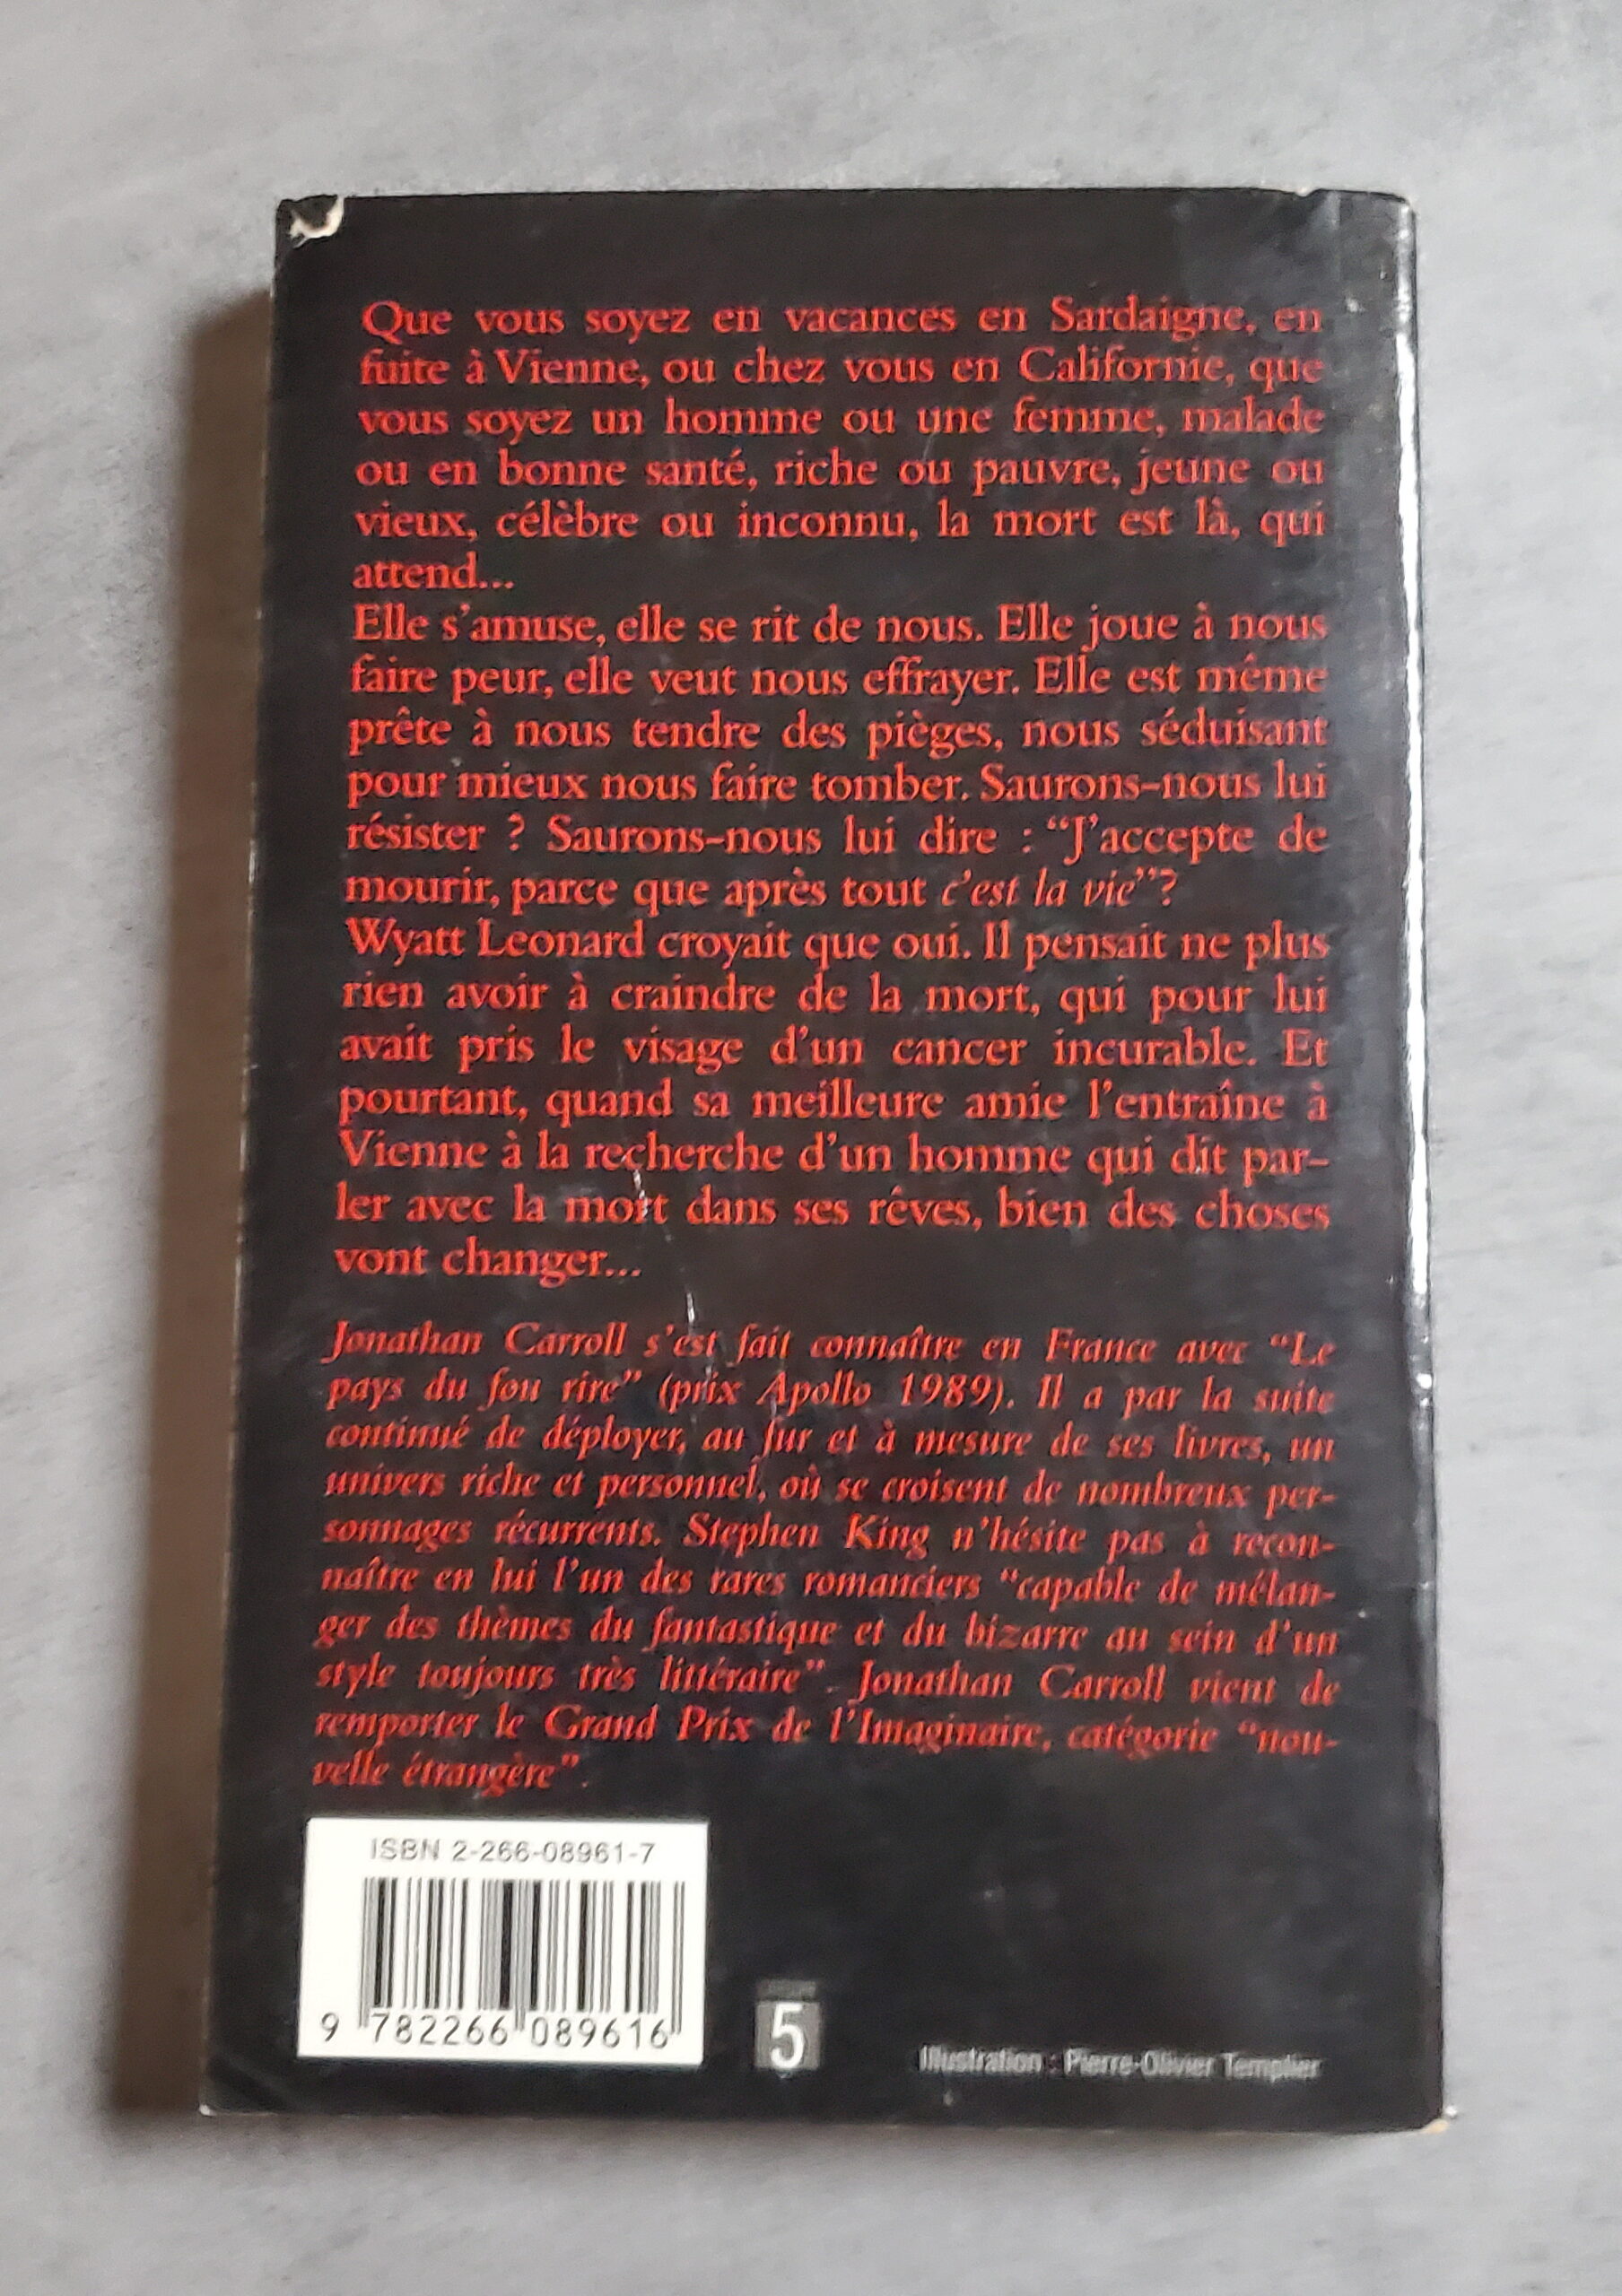 Que vous soyez en vacances en Sardaigne, en
fuite à Vienne, ou chez vous en Californie, que
vous soyez un homme ou une femme, malade
ou en bonne santé, riche ou pauvre, jeune ou
vieux, célèbre ou inconnu, la mort est là, qui
attend...
Elle s'amuse, elle se rit de nous. Elle joue à nous
faire peur, elle veut nous effrayer. Elle est même
prête à nous tendre des pièges, nous séduisant
pour mieux nous faire tomber. Saurons-nous lui
résister ? Saurons-nous lui dire : “J'accepte de
mourir, parce que après tout c'est la vie”?
Wyatt Leonard croyait que oui. Il pensait ne plus
rien avoir à craindre de la mort, qui pour lui
avait pris le visage d'un cancer incurable. Et
pourtant, quand sa meilleure amie l'entraîne à
Vienne à la recherche d'un homme qui dit par-
ler avec la mort dans ses rêves, bien des choses
vont changer...
Jonathan Carroll s'est fait connaître en France avec “Le
pays du fou rire” (prix Apollo 1989). Il a par la suite
continué de déployer, au fur et à mesure de ses livres, un
univers riche et personnel, où se croisent de nombreux per-
sonnages récurrents. Stephen King n'hésite pas à recon-
naître en lui l'un des rares romanciers “capable de mélan-
ger des thèmes du fantastique et du bizarre au sein d'un
style toujours très littéraire”. Jonathan Carroll vient de
remporter le Grand Prix de l'Imaginaire, catégorie “nou-
velle étrangère”.
ISBN 2-266-08961-7
9 782266 089616
5
Illustration : Pierre-Olivier Templier